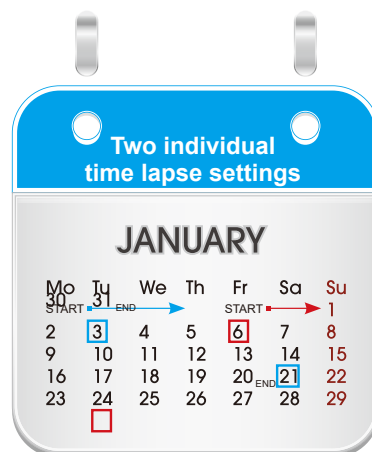 Two individual
time lapse settings
JANUARY
Mo Tu We Th Fr Sa Su
30 31
START END START 1
2 3 4 5 6 7 8
9 10 11 12 13 14 15
16 17 18 19 20 END 21 22
23 24 25 26 27 28 29